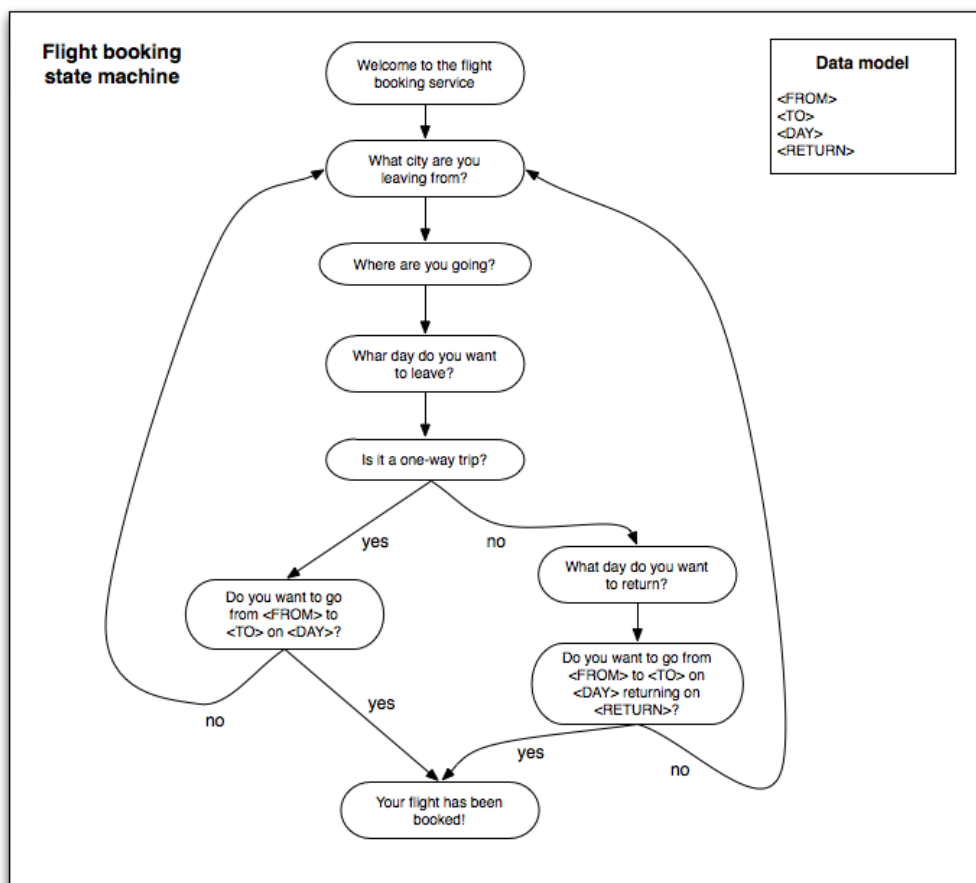 Flight booking
state machine
Welcome to the flight
booking service
Data model
<FROM>
<TO>
<DAY>
<RETURN>
What city are you
leaving from?
Where are you going?
Whar day do you want
to leave?
Is it a one-way trip?
yes
no
What day do you want
to return?
Do you want to go
from <FROM> to
<TO> on <DAY>?
Do you want to go from
<FROM> to <TO> on
<DAY> returning on
<RETURN>?
no
yes
yes
no
Your flight has been
booked!